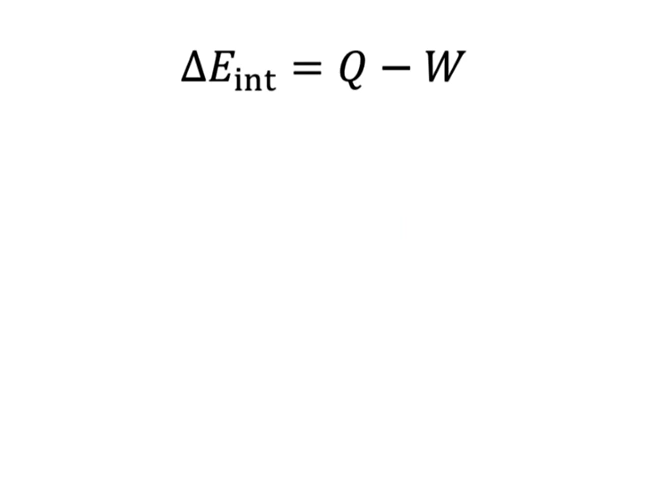 ΔE_int = Q − W